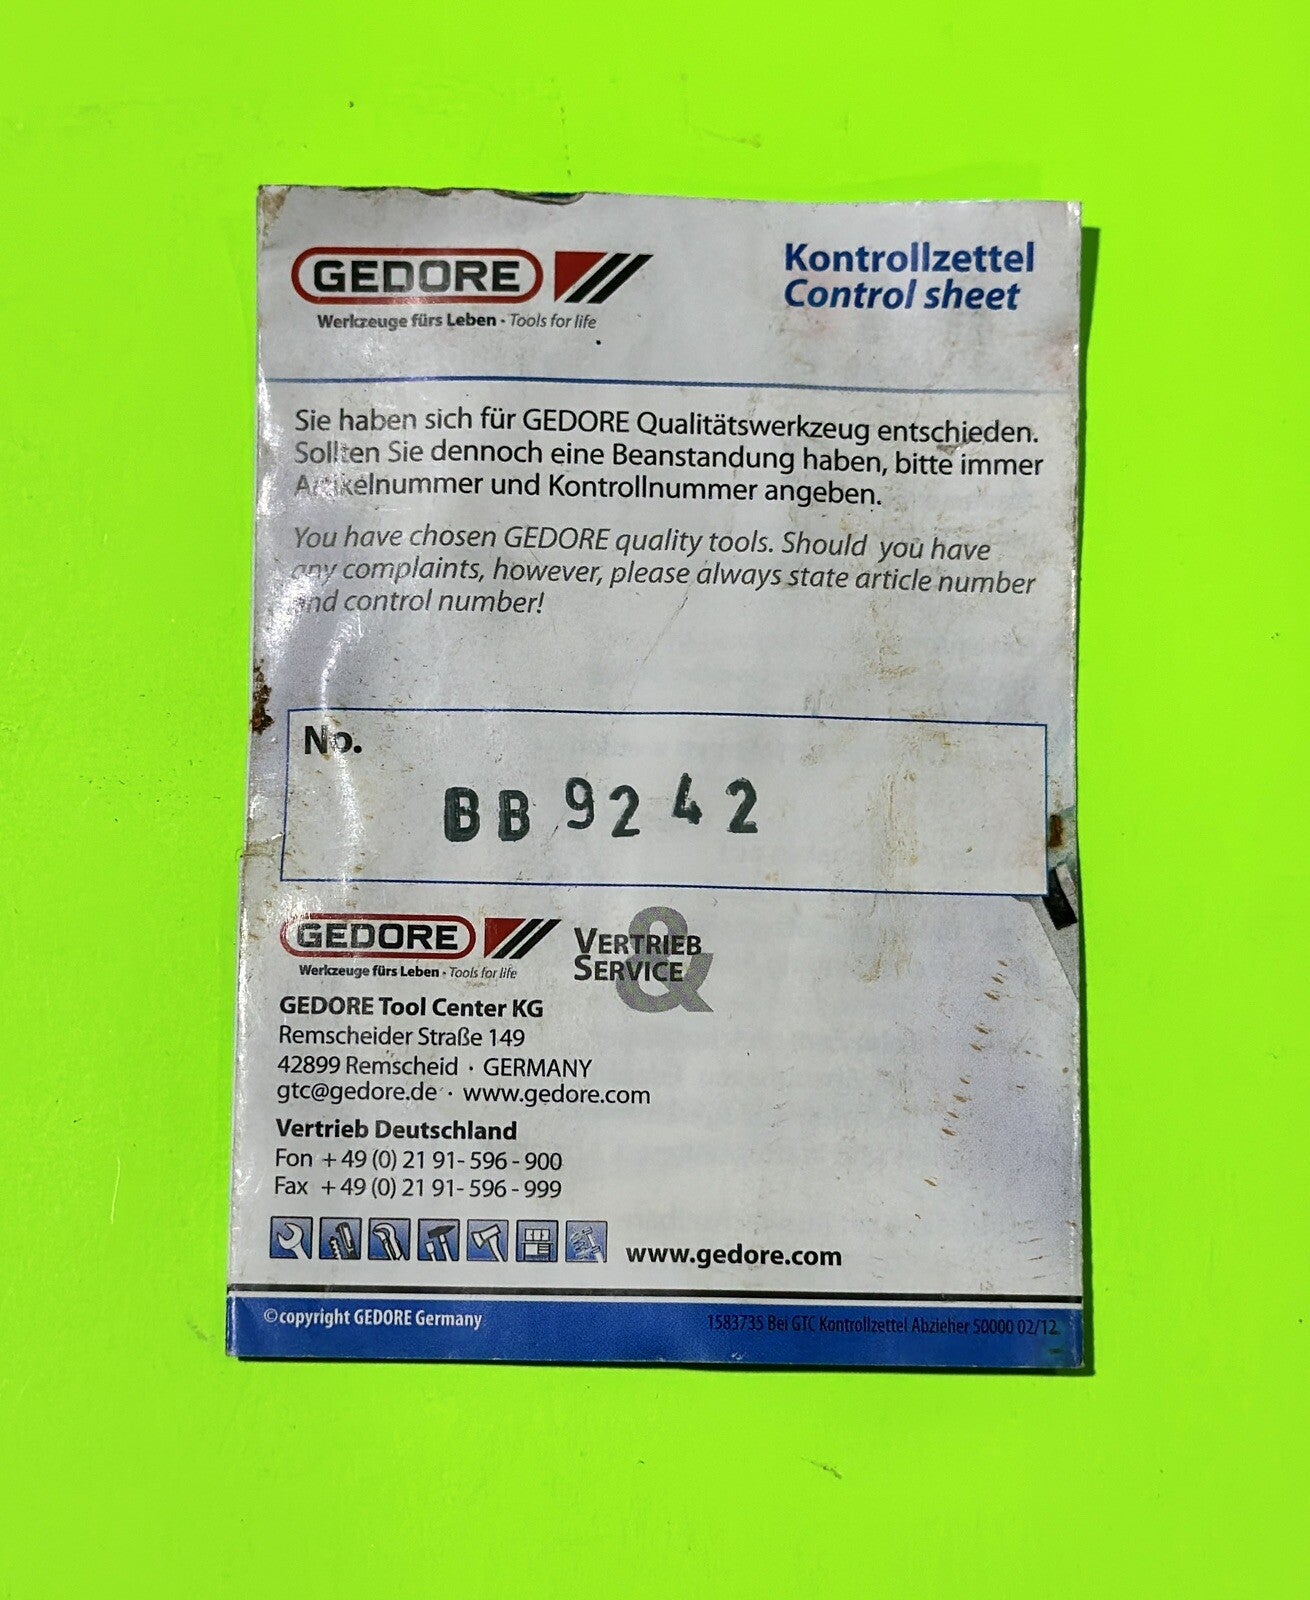 GEDORE
Werkzeuge fürs Leben - Tools for life
Kontrollzettel
Control sheet
Sie haben sich für GEDORE Qualitätswerkzeug entschieden.
Sollten Sie dennoch eine Beanstandung haben, bitte immer
Artikelnummer und Kontrollnummer angeben.
You have chosen GEDORE quality tools. Should you have
any complaints, however, please always state article number
and control number!
No.
BB 9242
GEDORE
Werkzeuge fürs Leben - Tools for life
VERTRIEB
&
SERVICE
GEDORE Tool Center KG
Remscheider Straße 149
42899 Remscheid · GERMANY
gtc@gedore.de · www.gedore.com
Vertrieb Deutschland
Fon +49 (0) 21 91- 596 - 900
Fax +49 (0) 21 91- 596 - 999
www.gedore.com
©copyright GEDORE Germany
1583735 Bei GTC Kontrollzettel Abzieher 50000 02/12